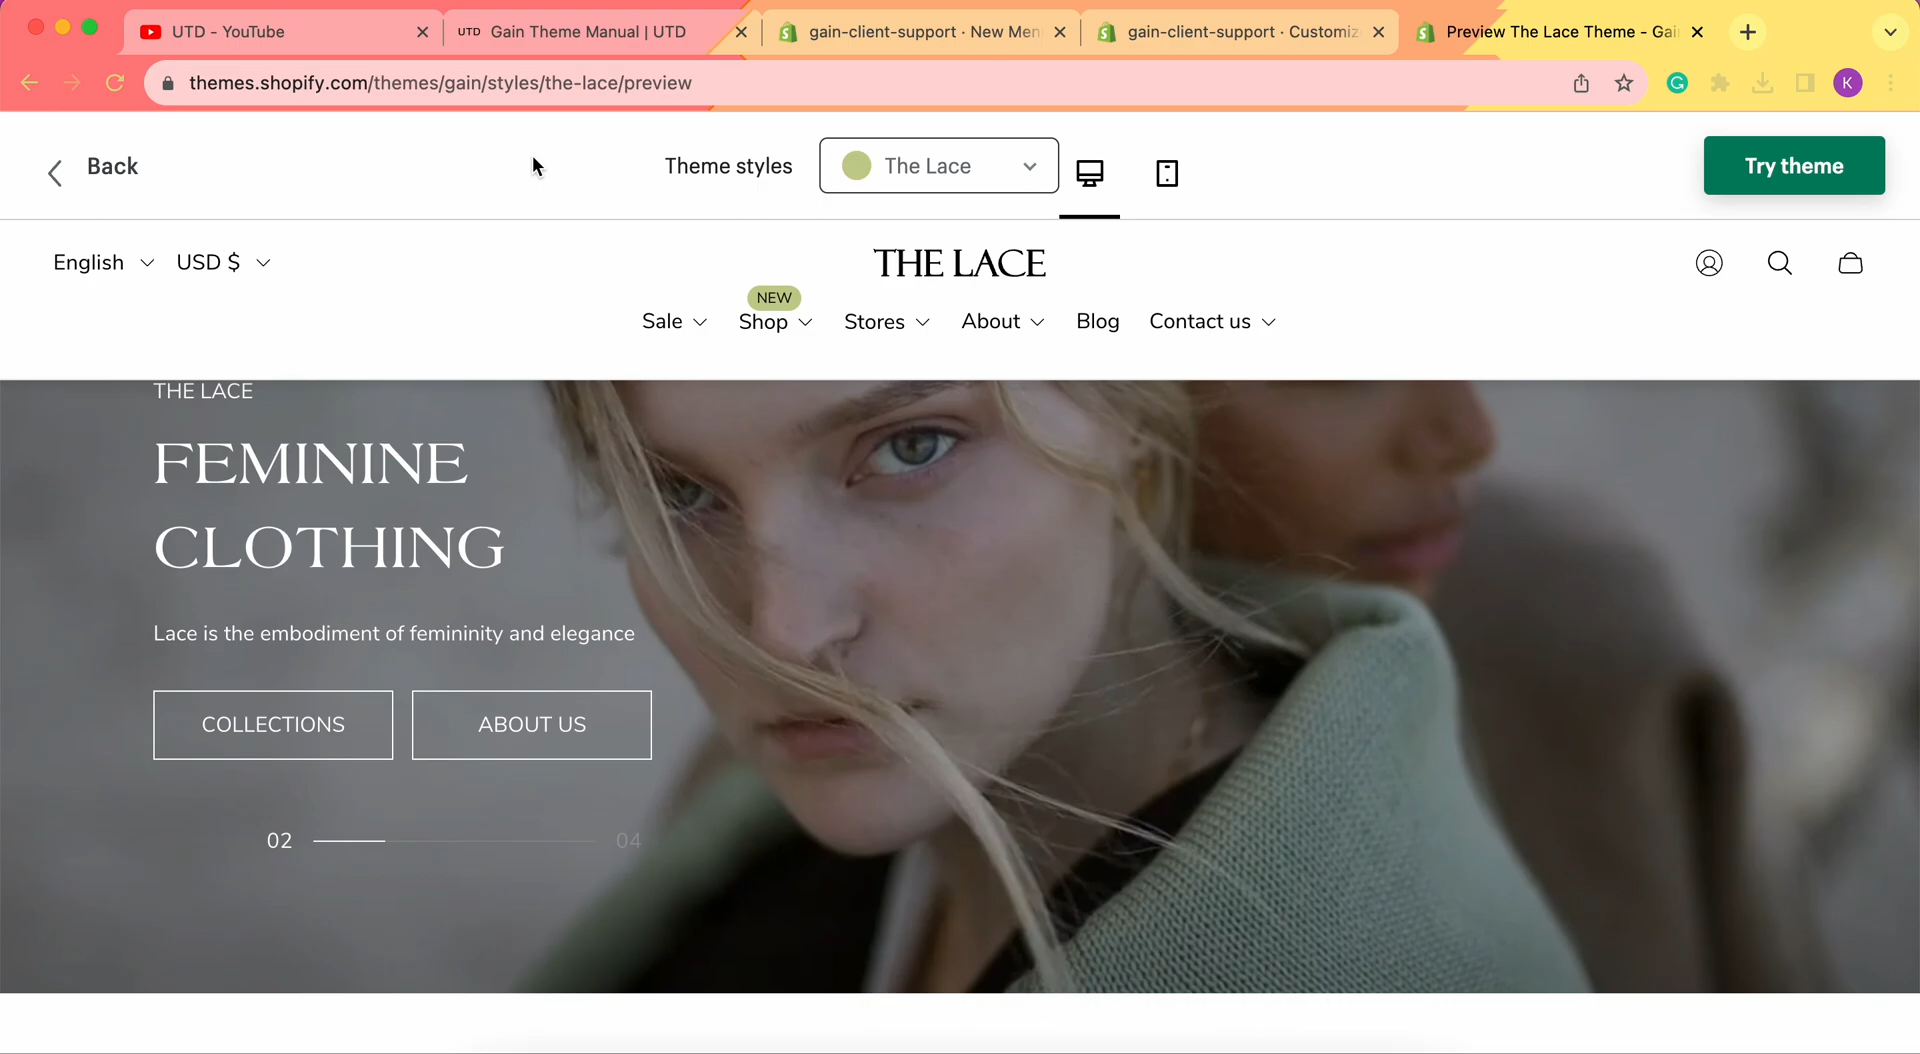 UTD - YouTube
UTD Gain Theme Manual | UTD
gain-client-support · New Men
gain-client-support · Customiz
Preview The Lace Theme - Gai
themes.shopify.com/themes/gain/styles/the-lace/preview
K
Back
Theme styles
The Lace
Try theme
English
USD $
THE LACE
NEW
Sale
Shop
Stores
About
Blog
Contact us
THE LACE
FEMININE
CLOTHING
Lace is the embodiment of femininity and elegance
COLLECTIONS
ABOUT US
02
04